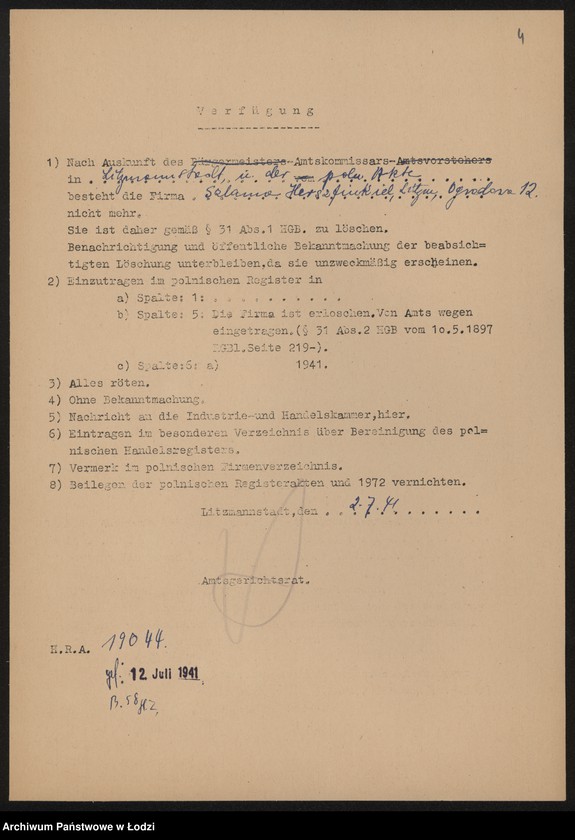 4
Verfügung
1) Nach Auskunft des Bürgermeisters-Amtskommissars-Amtsvorstehers
in . Litzmannstadt u. der vom poln. Akte
besteht die Firma . Salama Herszfinkiel, Litzm, Ogrodowa 12.
nicht mehr.
Sie ist daher gemäß § 31 Abs.1 HGB. zu löschen.
Benachrichtigung und öffentliche Bekanntmachung der beabsich=
tigten Löschung unterbleiben,da sie unzweckmäßig erscheinen.
2) Einzutragen im polnischen Register in
a) Spalte: 1: . . . . . . . . . . .
b) Spalte: 5: Die Firma ist erloschen.Von Amts wegen
eingetragen.(§ 31 Abs.2 HGB vom 10.5.1897
RGBl.Seite 219-).
c) Spalte:6: a) 1941.
3) Alles röten.
4) Ohne Bekanntmachung.
5) Nachricht an die Industrie-und Handelskammer,hier.
6) Eintragen im besonderen Verzeichnis über Bereinigung des pol=
nischen Handelsregisters.
7) Vermerk im polnischen Firmenverzeichnis.
8) Beilegen der polnischen Registerakten und 1972 vernichten.
Litzmannstadt,den . . 2.7.41 . . . . . . .
Amtsgerichtsrat.
H.R.A. 19044.
gef: 12. Juli 1941
Archiwum Państwowe w Łodzi